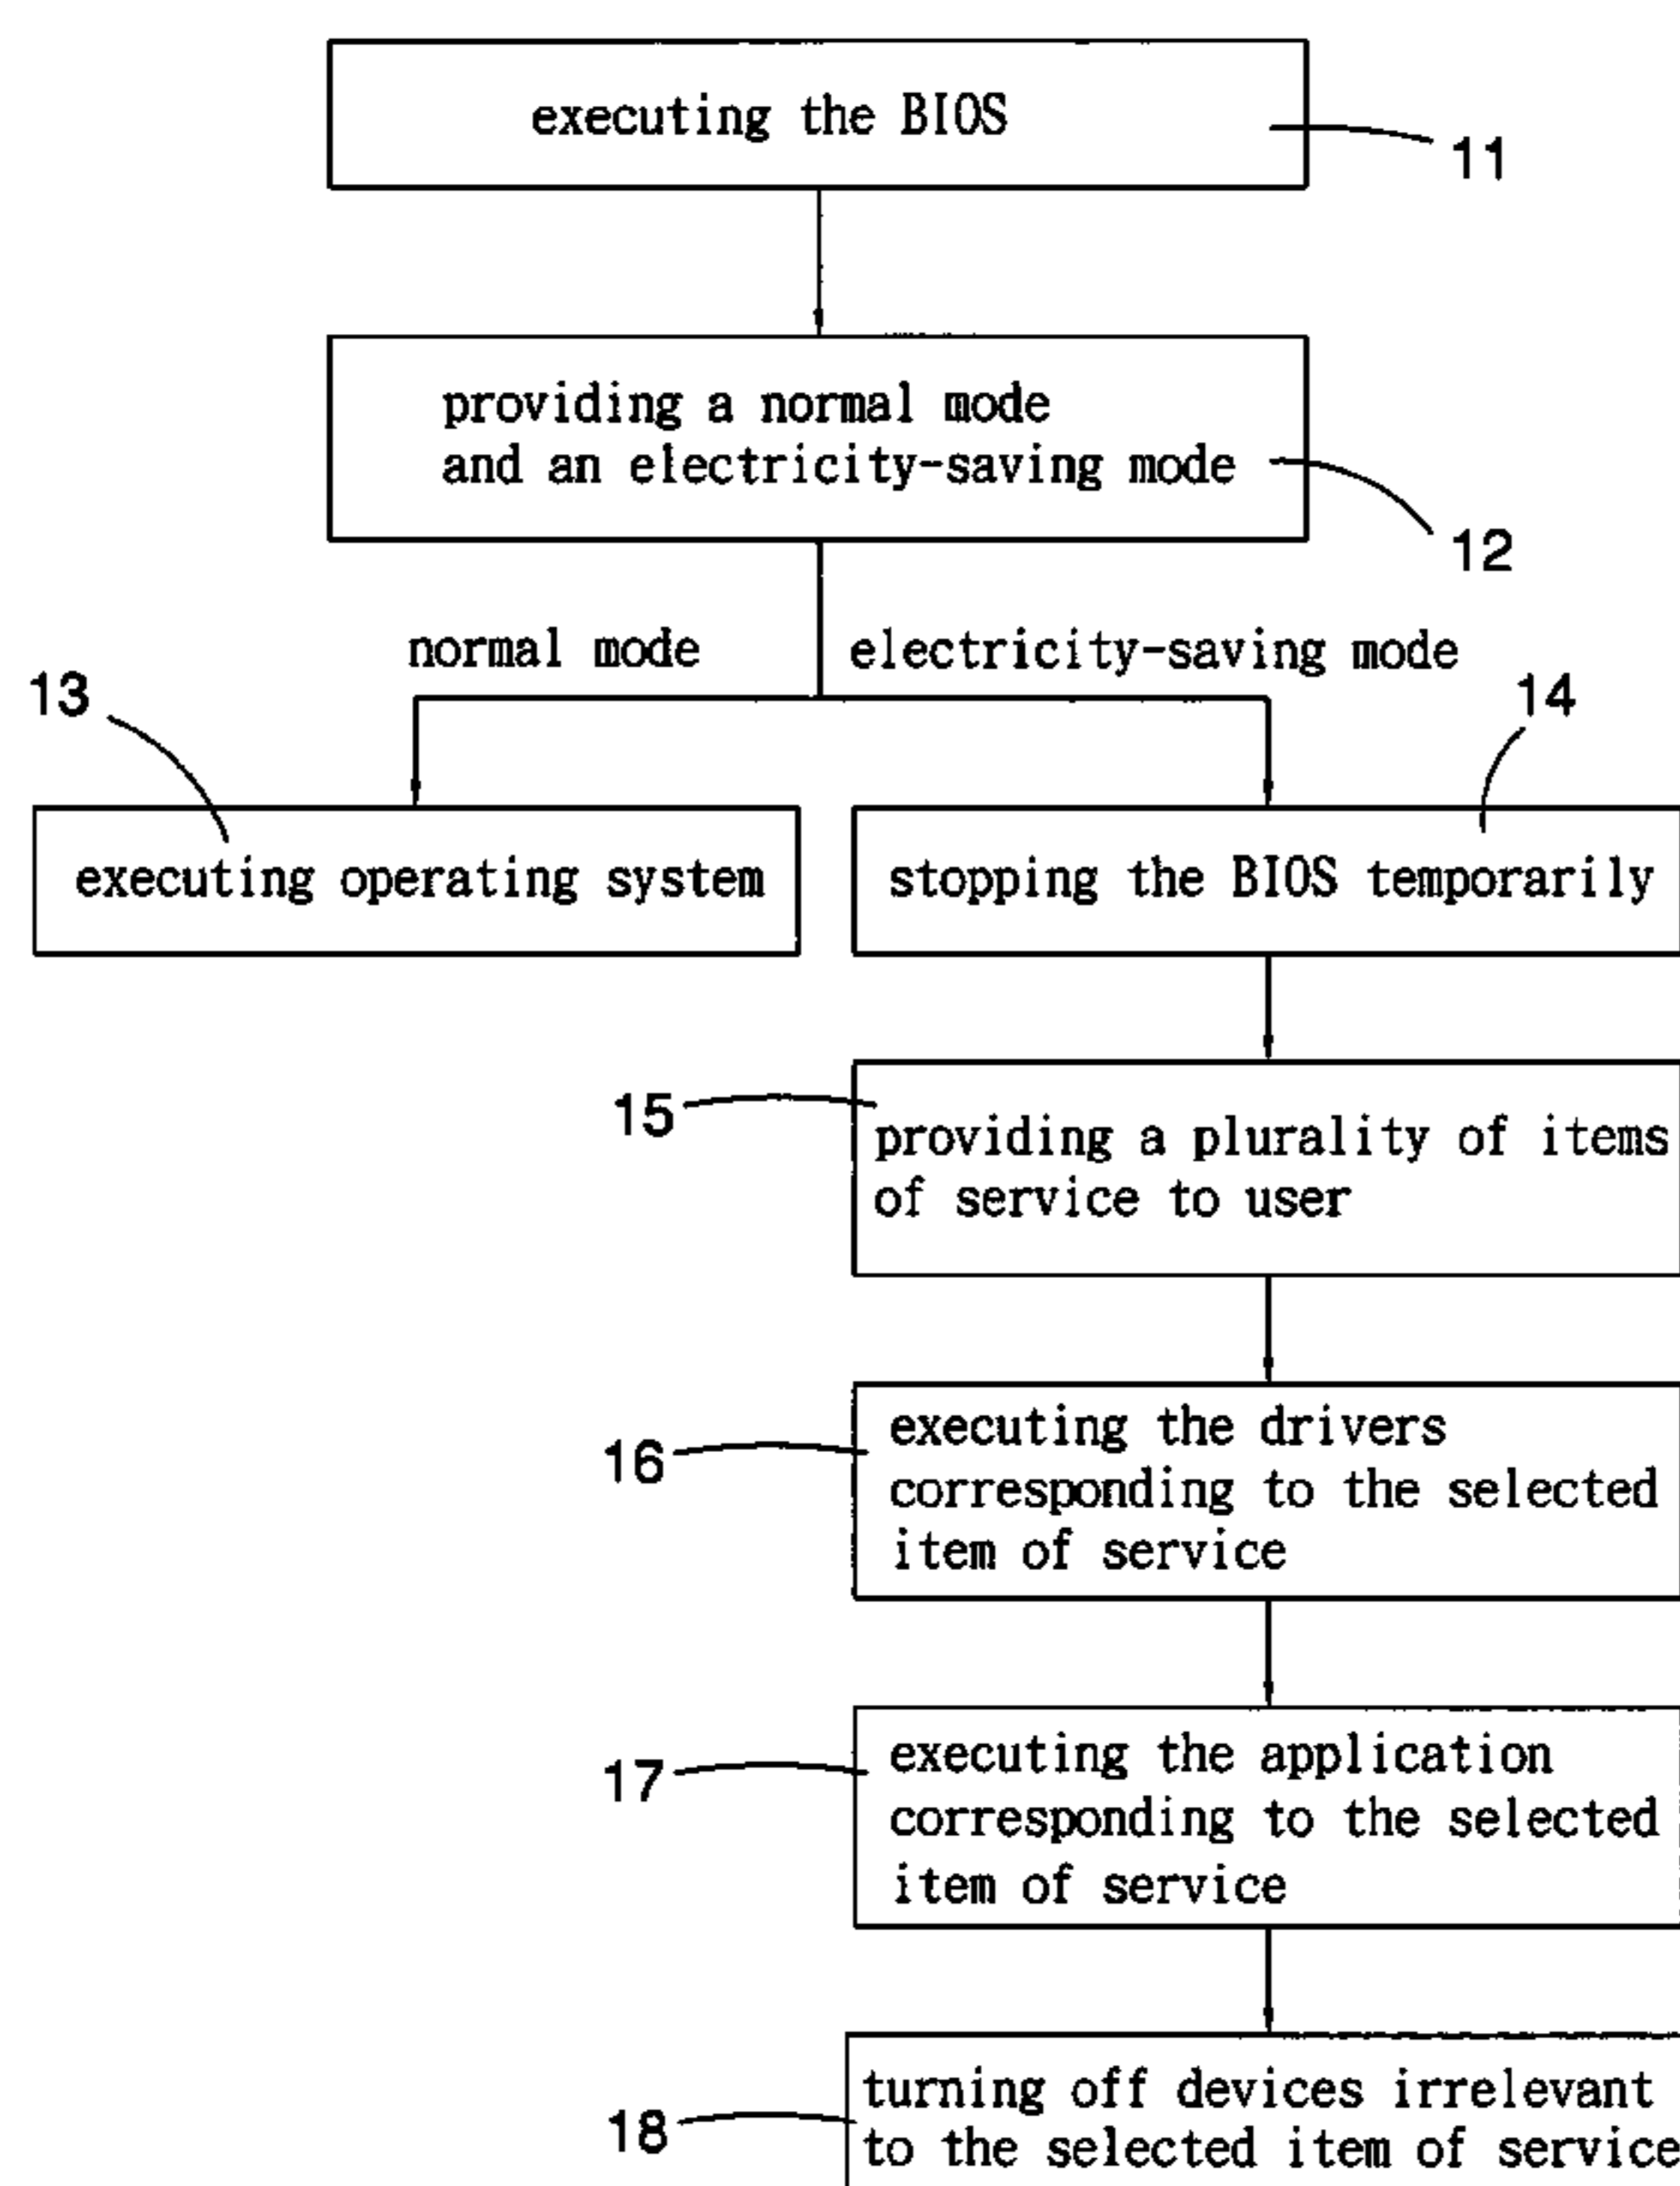 executing the BIOS
11
providing a normal mode
and an electricity-saving mode
12
normal mode
electricity-saving mode
13
14
executing operating system
stopping the BIOS temporarily
15
providing a plurality of items
of service to user
16
executing the drivers
corresponding to the selected
item of service
17
executing the application
corresponding to the selected
item of service
18
turning off devices irrelevant
to the selected item of service